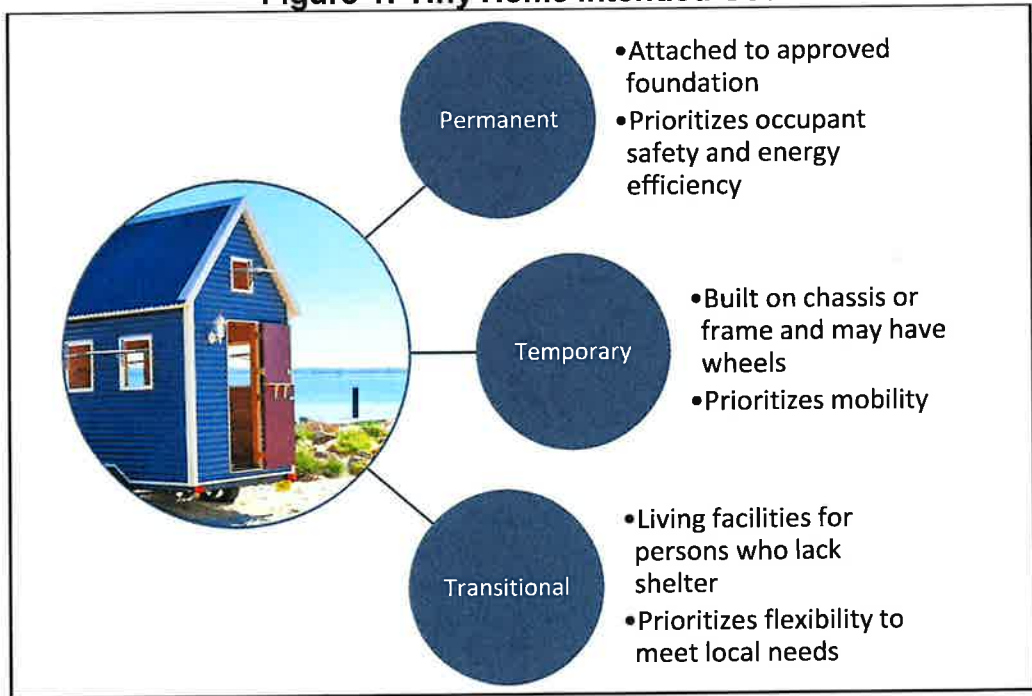 Permanent
•Attached to approved
foundation
•Prioritizes occupant
safety and energy
efficiency
Temporary
•Built on chassis or
frame and may have
wheels
•Prioritizes mobility
Transitional
•Living facilities for
persons who lack
shelter
•Prioritizes flexibility to
meet local needs